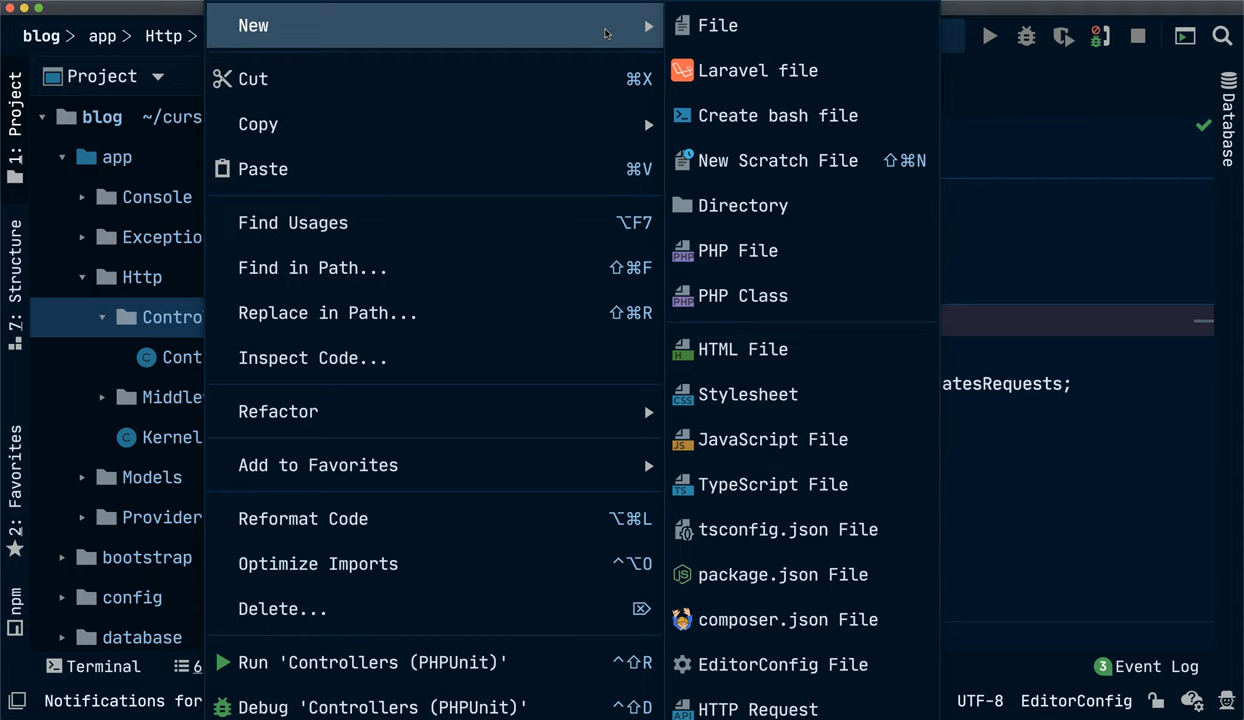 blog > app > Http >
1: Project
7: Structure
2: Favorites
npm
Project
blog ~/curs
app
Console
Exceptio
Http
Contro
Cont
Middle
Kernel
Models
Provider
bootstrap
config
database
Terminal
6
Notifications for
New
Cut ⌘X
Copy
Paste ⌘V
Find Usages ⌥F7
Find in Path... ⇧⌘F
Replace in Path... ⇧⌘R
Inspect Code...
Refactor
Add to Favorites
Reformat Code ⌥⌘L
Optimize Imports ^⌥O
Delete... ⌦
Run 'Controllers (PHPUnit)' ^⇧R
Debug 'Controllers (PHPUnit)' ^⇧D
File
Laravel file
Create bash file
New Scratch File ⇧⌘N
Directory
PHP File
PHP Class
HTML File
Stylesheet
JavaScript File
TypeScript File
tsconfig.json File
package.json File
composer.json File
EditorConfig File
HTTP Request
atesRequests;
Database
3 Event Log
UTF-8 EditorConfig